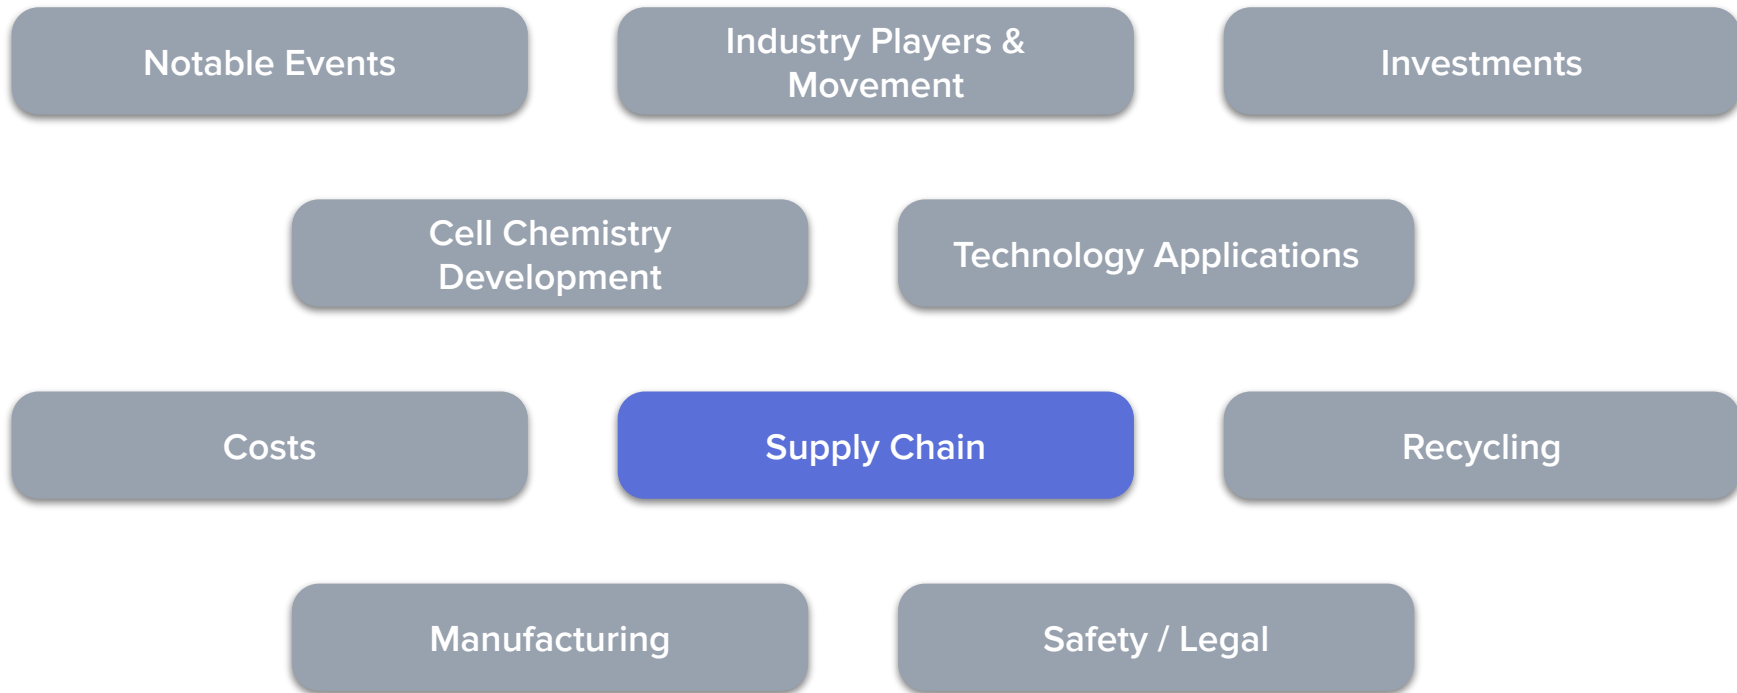 Notable Events
Industry Players &
Movement
Investments
Cell Chemistry
Development
Technology Applications
Costs
Supply Chain
Recycling
Manufacturing
Safety / Legal